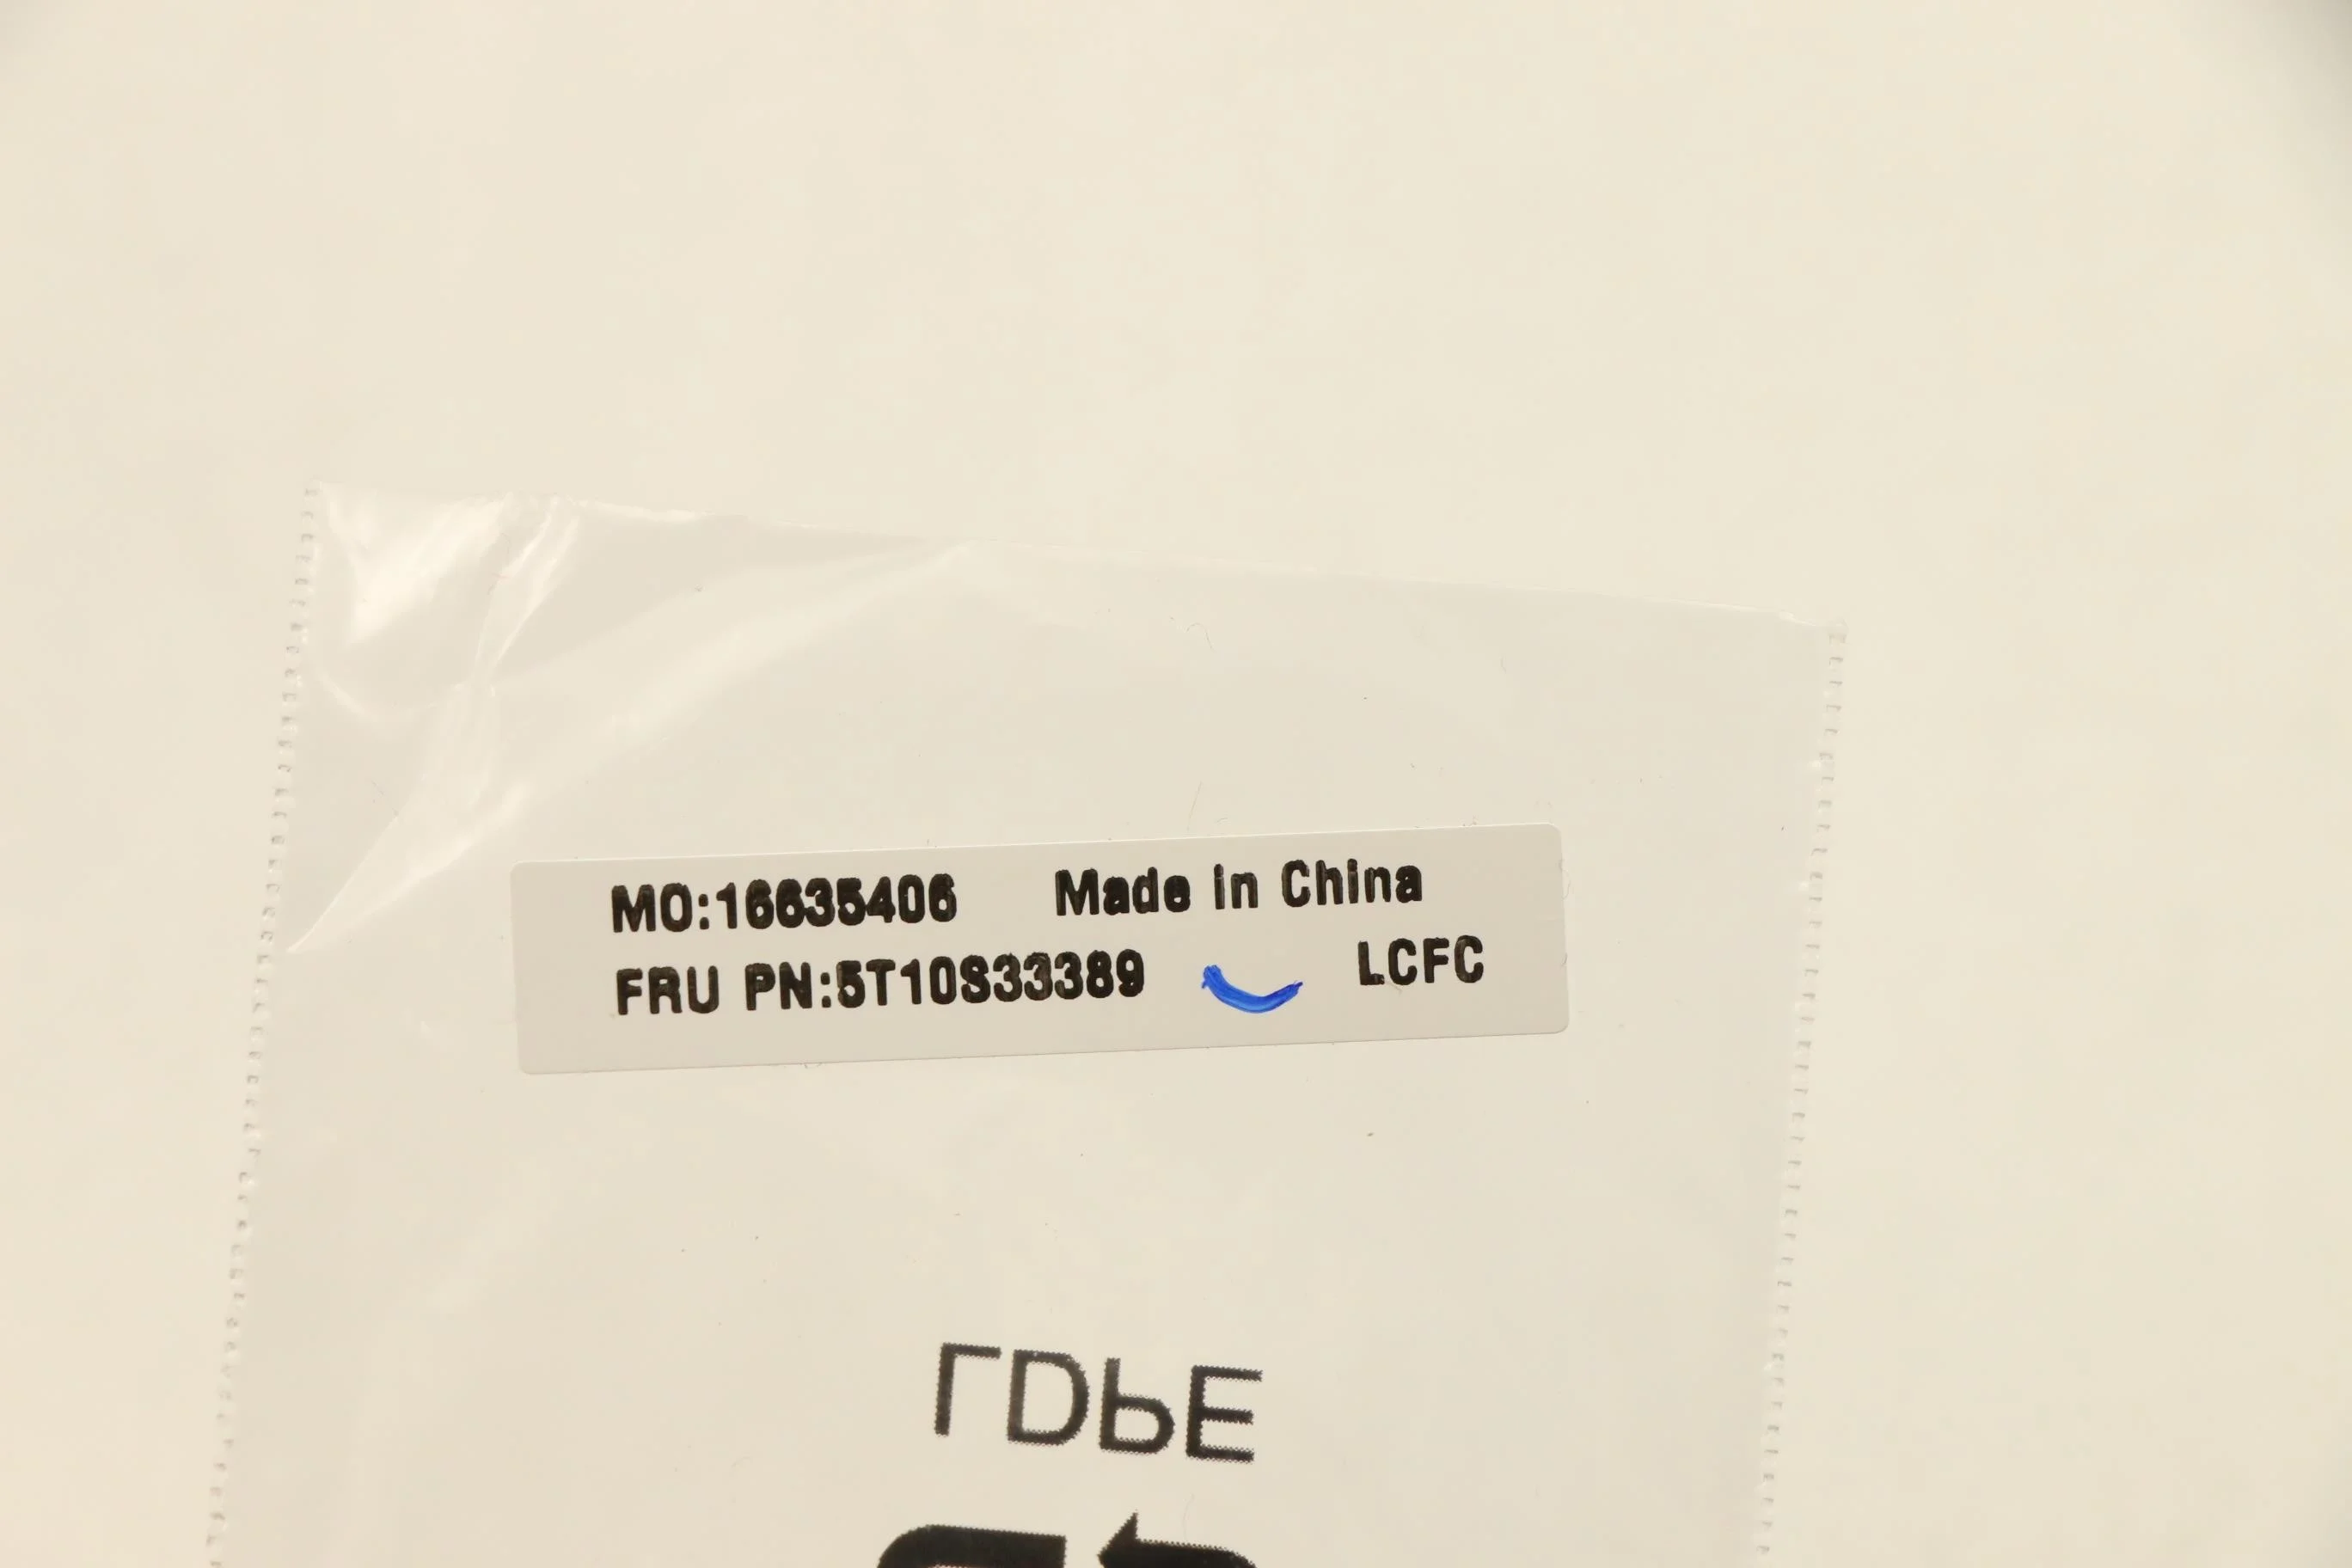 MO:16635406 Made in China
FRU PN:5T10S33389 LCFC
LDPE